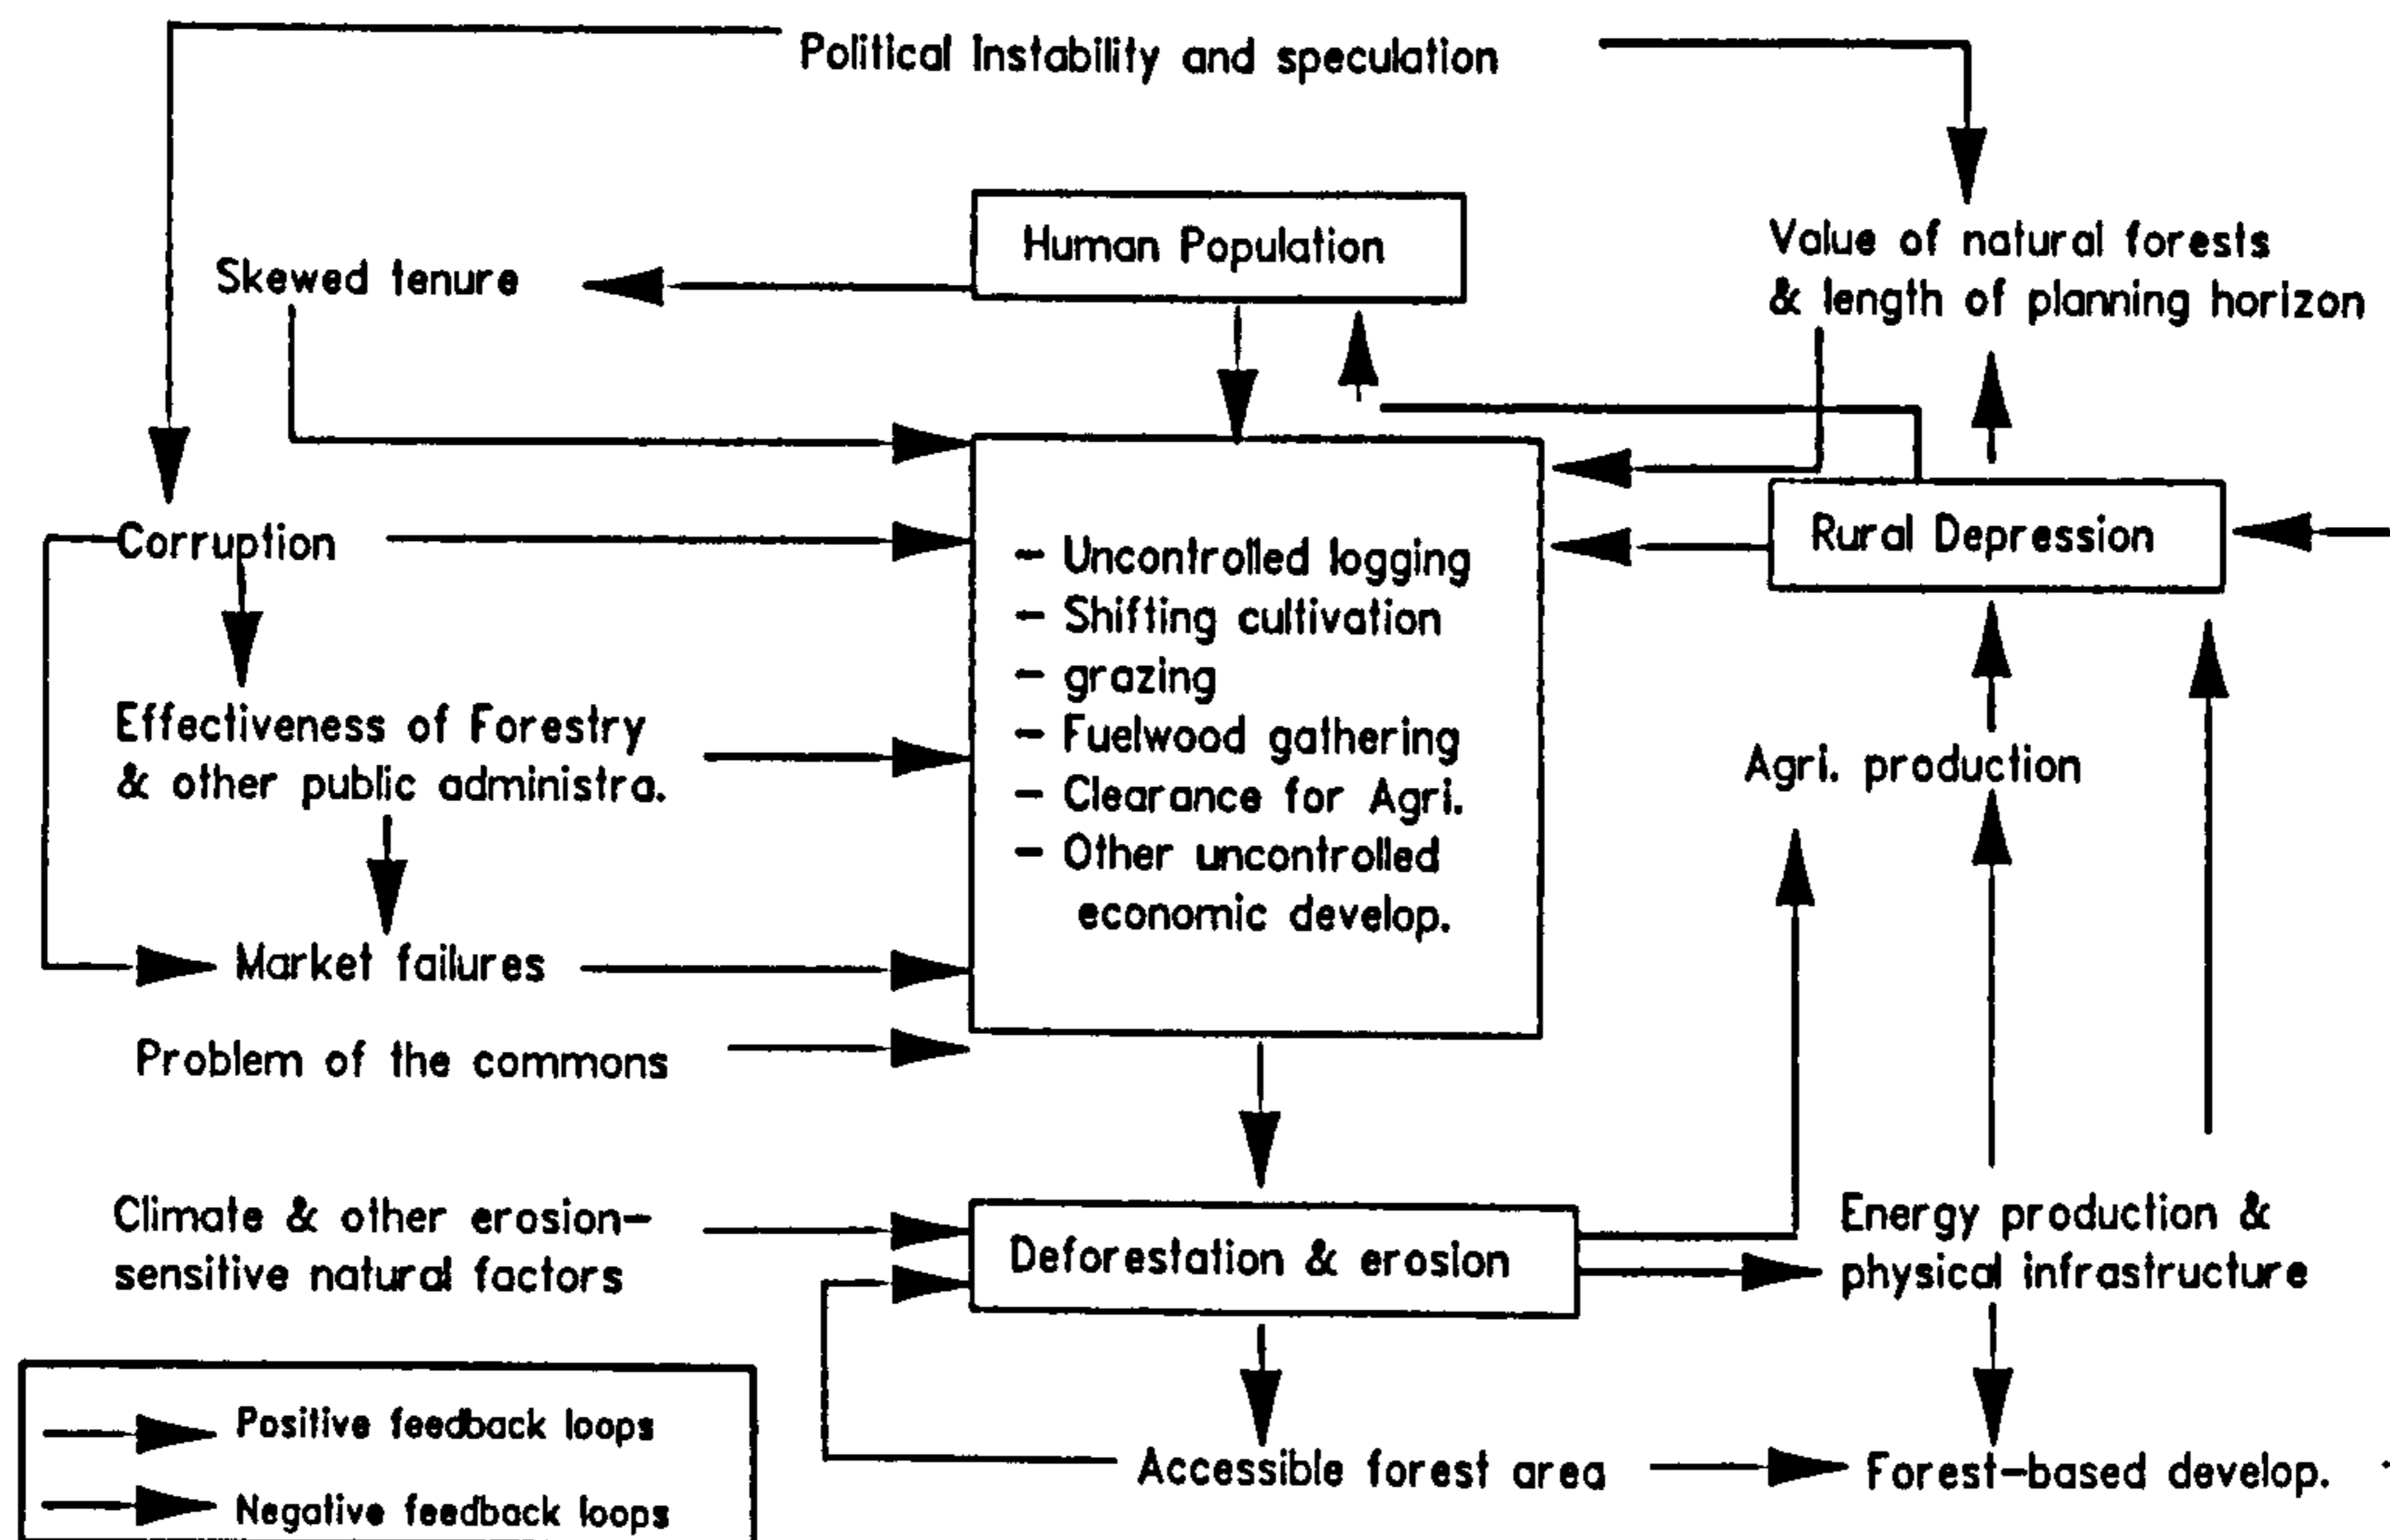 Political Instability and speculation
Human Population
Value of natural forests
& length of planning horizon
Skewed tenure
Corruption
Rural Depression
- Uncontrolled logging
- Shifting cultivation
- grazing
- Fuelwood gathering
- Clearance for Agri.
- Other uncontrolled
economic develop.
Effectiveness of Forestry
& other public administra.
Agri. production
Market failures
Problem of the commons
Climate & other erosion-
sensitive natural factors
Deforestation & erosion
Energy production &
physical infrastructure
Positive feedback loops
Negative feedback loops
Accessible forest area
Forest-based develop.